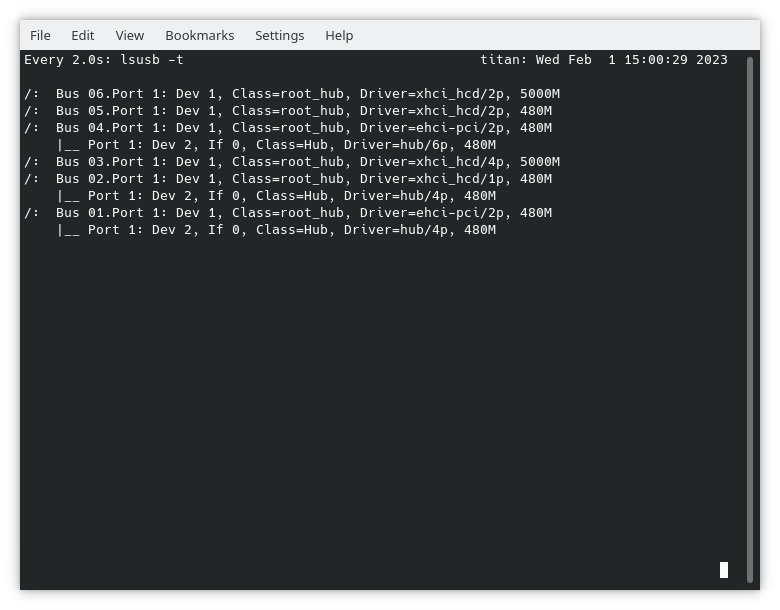 File Edit View Bookmarks Settings Help
Every 2.0s: lsusb -t                                     titan: Wed Feb  1 15:00:29 2023

/:  Bus 06.Port 1: Dev 1, Class=root_hub, Driver=xhci_hcd/2p, 5000M
/:  Bus 05.Port 1: Dev 1, Class=root_hub, Driver=xhci_hcd/2p, 480M
/:  Bus 04.Port 1: Dev 1, Class=root_hub, Driver=ehci-pci/2p, 480M
    |__ Port 1: Dev 2, If 0, Class=Hub, Driver=hub/6p, 480M
/:  Bus 03.Port 1: Dev 1, Class=root_hub, Driver=xhci_hcd/4p, 5000M
/:  Bus 02.Port 1: Dev 1, Class=root_hub, Driver=xhci_hcd/1p, 480M
    |__ Port 1: Dev 2, If 0, Class=Hub, Driver=hub/4p, 480M
/:  Bus 01.Port 1: Dev 1, Class=root_hub, Driver=ehci-pci/2p, 480M
    |__ Port 1: Dev 2, If 0, Class=Hub, Driver=hub/4p, 480M